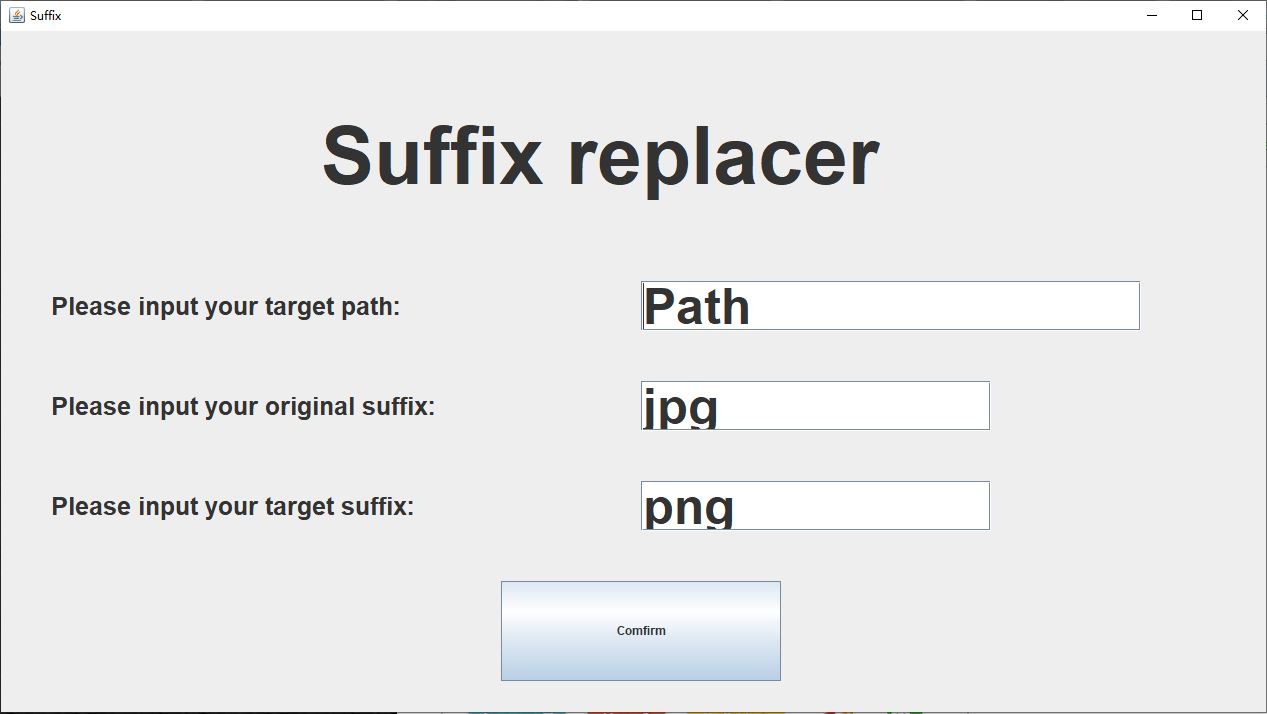 Suffix
Suffix replacer
Please input your target path:
Path
Please input your original suffix:
jpg
Please input your target suffix:
png
Comfirm